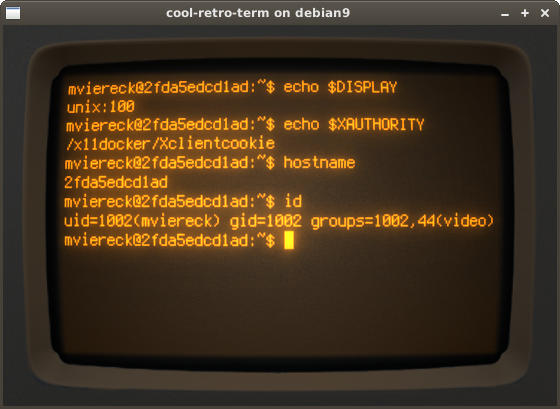 cool-retro-term on debian9
mviereck@2fda5edcd1ad:~$ echo $DISPLAY
unix:100
mviereck@2fda5edcd1ad:~$ echo $XAUTHORITY
/x11docker/Xclientcookie
mviereck@2fda5edcd1ad:~$ hostname
2fda5edcd1ad
mviereck@2fda5edcd1ad:~$ id
uid=1002(mviereck) gid=1002 groups=1002,44(video)
mviereck@2fda5edcd1ad:~$